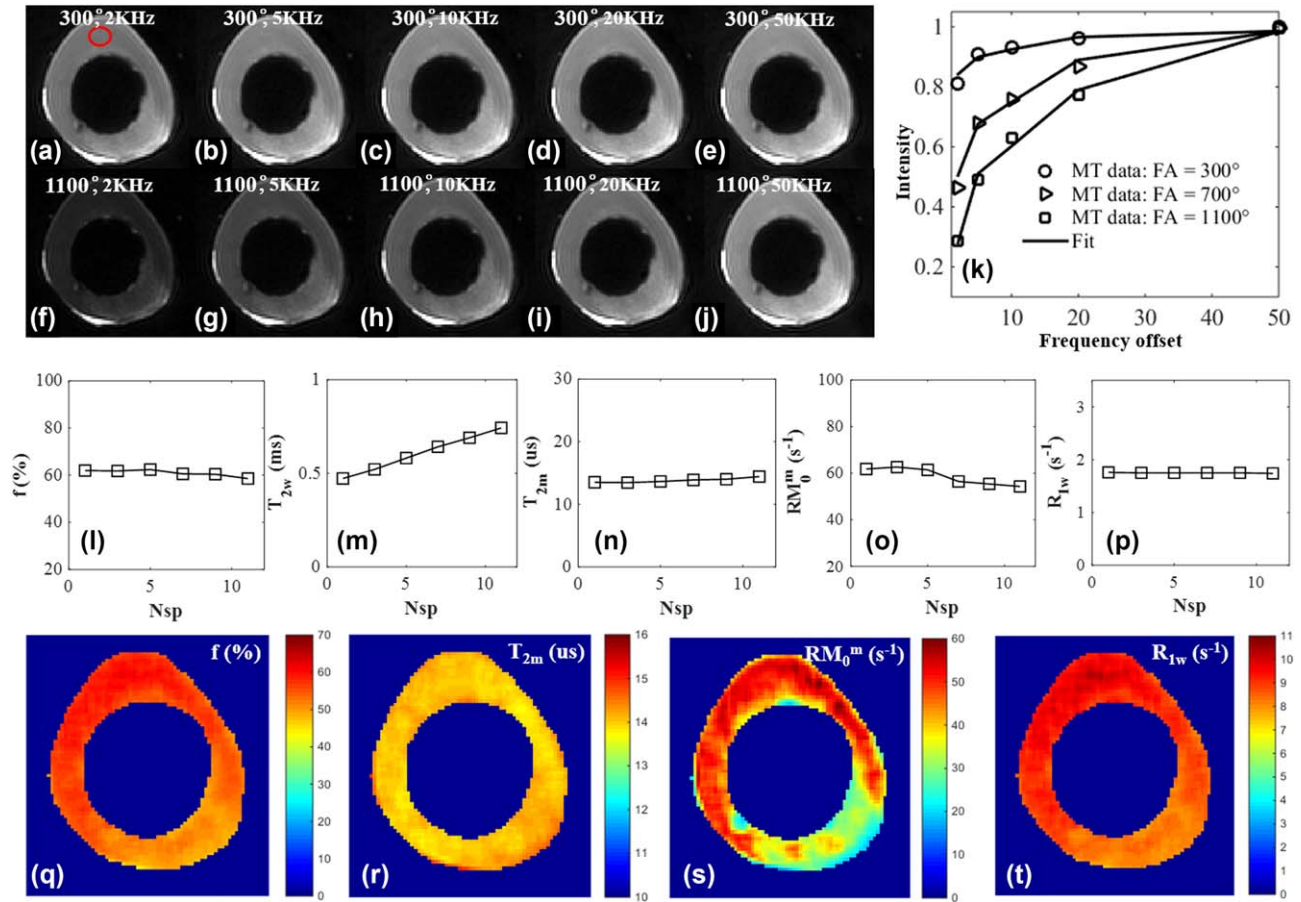 300°, 2KHz 300°, 5KHz 300°, 10KHz 300°, 20KHz 300°, 50KHz
(a) (b) (c) (d) (e)
1100°, 2KHz 1100°, 5KHz 1100°, 10KHz 1100°, 20KHz 1100°, 50KHz
(f) (g) (h) (i) (j)
Intensity
1
0.8
0.6
0.4
0.2
MT data: FA = 300°
MT data: FA = 700°
MT data: FA = 1100°
Fit
(k)
10 20 30 40 50
Frequency offset
f (%)
100
80
60
40
20
(l)
0 5 10
Nsp
T2w (ms)
1
0.5
0
(m)
0 5 10
Nsp
T2m (us)
30
20
10
0
(n)
0 5 10
Nsp
RM0m (s-1)
100
80
60
40
20
(o)
0 5 10
Nsp
R1w (s-1)
3
2
1
0
(p)
0 5 10
Nsp
f (%)
70
60
50
40
30
20
10
0
(q)
T2m (us)
16
15
14
13
12
11
10
(r)
RM0m (s-1)
60
50
40
30
20
10
0
(s)
R1w (s-1)
11
10
9
8
7
6
5
4
3
2
1
0
(t)